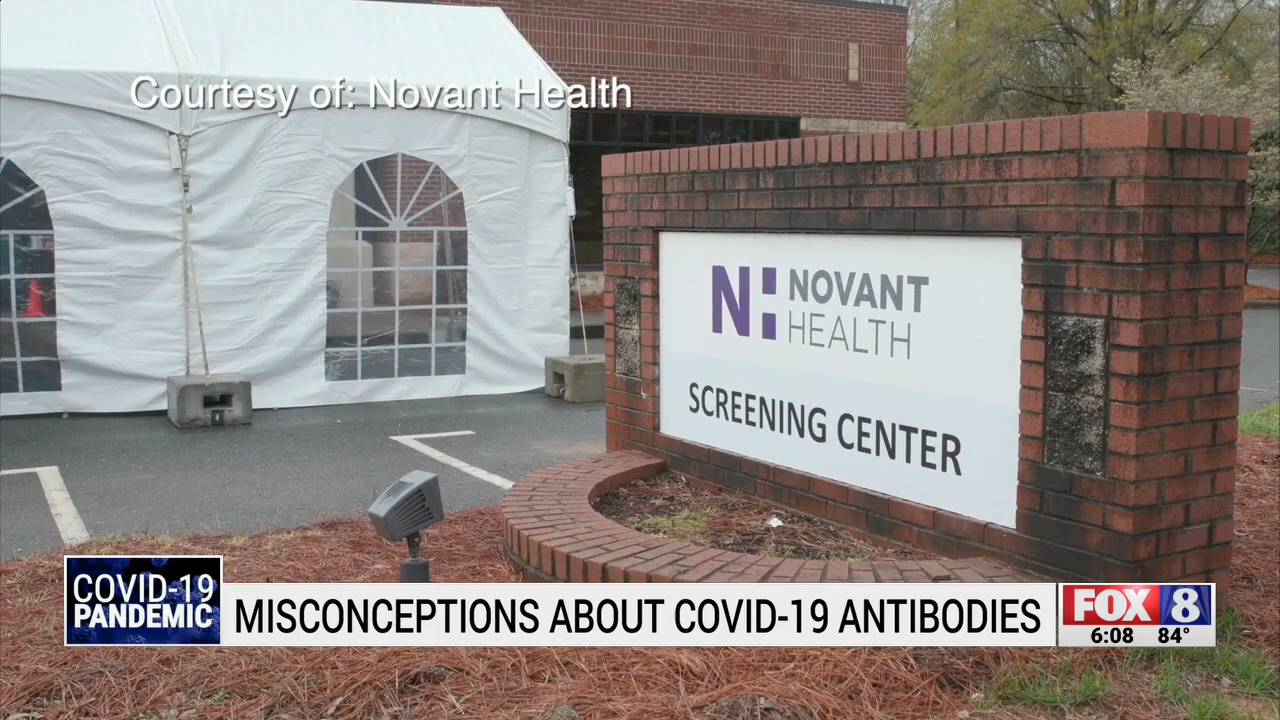 Courtesy of: Novant Health
NH NOVANT
HEALTH
SCREENING CENTER
COVID-19
PANDEMIC
MISCONCEPTIONS ABOUT COVID-19 ANTIBODIES
FOX 8
6:08 84°